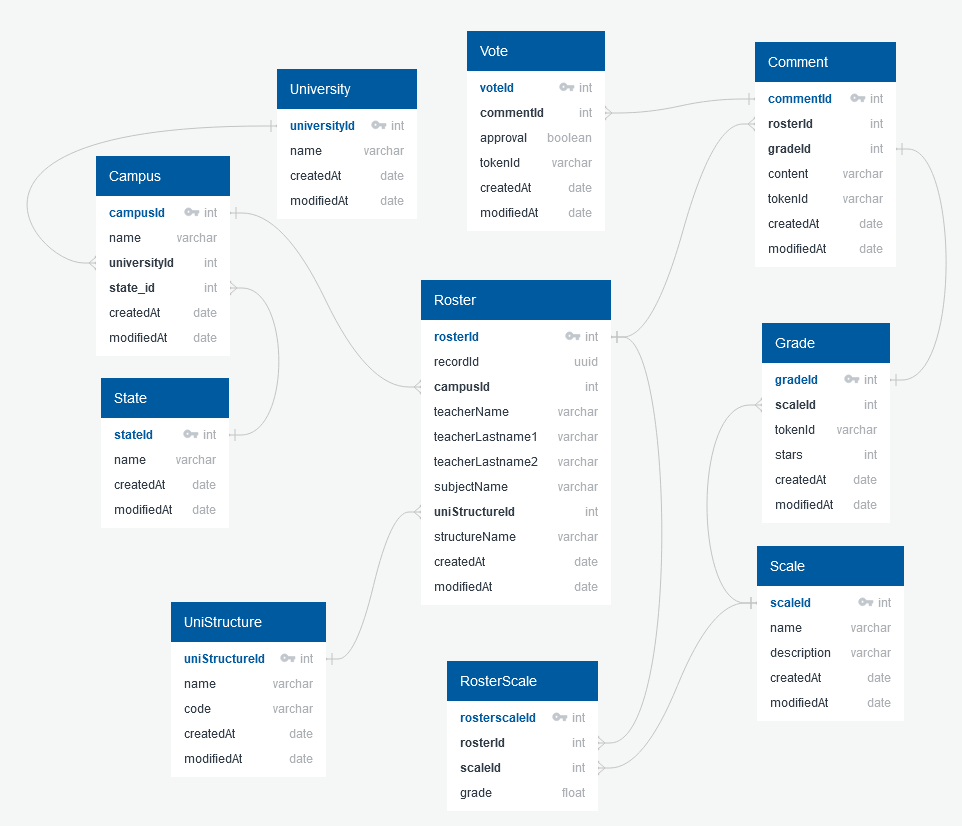 Vote
voteId int
commentId int
approval boolean
tokenId varchar
createdAt date
modifiedAt date
Comment
commentId int
rosterId int
gradeId int
content varchar
tokenId varchar
createdAt date
modifiedAt date
University
universityId int
name varchar
createdAt date
modifiedAt date
Campus
campusId int
name varchar
universityId int
state_id int
createdAt date
modifiedAt date
Roster
rosterId int
recordId uuid
campusId int
teacherName varchar
teacherLastname1 varchar
teacherLastname2 varchar
subjectName varchar
uniStructureId int
structureName varchar
createdAt date
modifiedAt date
Grade
gradeId int
scaleId int
tokenId varchar
stars int
createdAt date
modifiedAt date
State
stateId int
name varchar
createdAt date
modifiedAt date
Scale
scaleId int
name varchar
description varchar
createdAt date
modifiedAt date
UniStructure
uniStructureId int
name varchar
code varchar
createdAt date
modifiedAt date
RosterScale
rosterscaleId int
rosterId int
scaleId int
grade float